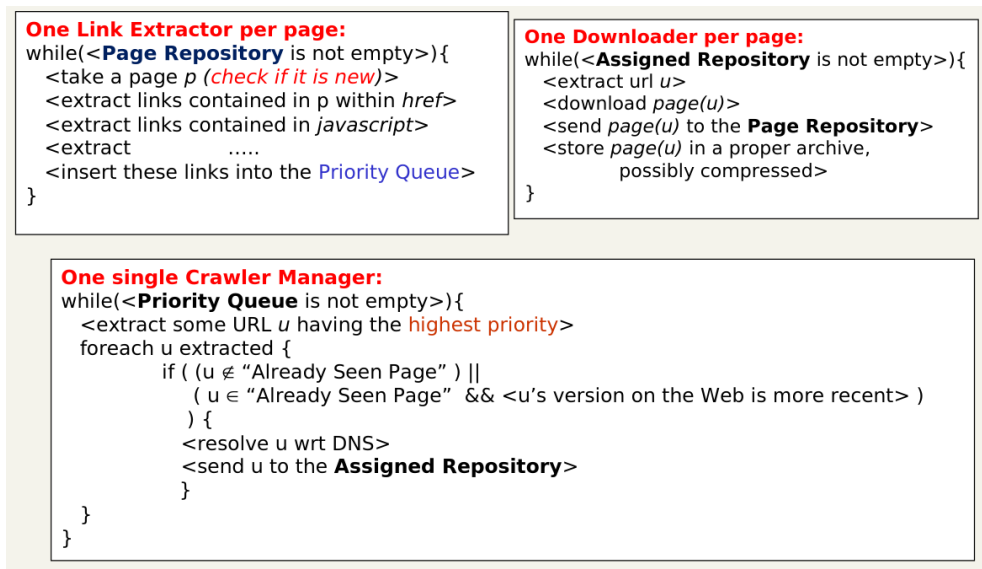 One Link Extractor per page:
while(<Page Repository is not empty>){
<take a page p (check if it is new)>
<extract links contained in p within href>
<extract links contained in javascript>
<extract …..
<insert these links into the Priority Queue>
}
One Downloader per page:
while(<Assigned Repository is not empty>){
<extract url u>
<download page(u)>
<send page(u) to the Page Repository>
<store page(u) in a proper archive,
possibly compressed>
}
One single Crawler Manager:
while(<Priority Queue is not empty>){
<extract some URL u having the highest priority>
foreach u extracted {
if ( (u ∉ “Already Seen Page” ) ||
( u ∈ “Already Seen Page” && <u’s version on the Web is more recent> )
) {
<resolve u wrt DNS>
<send u to the Assigned Repository>
}
}
}